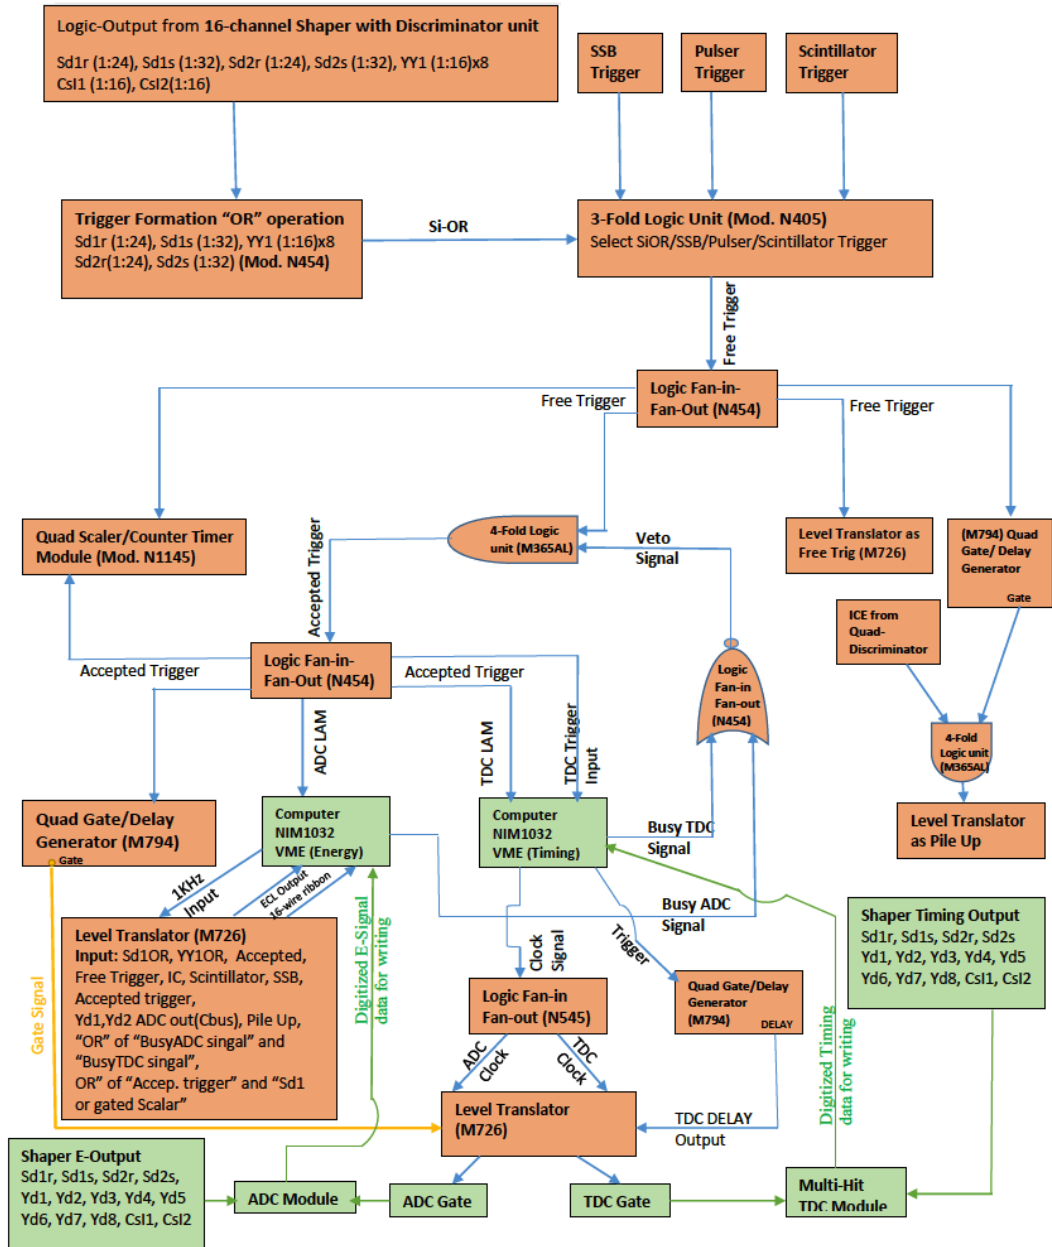 Logic-Output from 16-channel Shaper with Discriminator unit
Sd1r (1:24), Sd1s (1:32), Sd2r (1:24), Sd2s (1:32), YY1 (1:16)x8
CsI1 (1:16), CsI2(1:16)
SSB
Trigger
Pulser
Trigger
Scintillator
Trigger
Trigger Formation “OR” operation
Sd1r (1:24), Sd1s (1:32), YY1 (1:16)x8
Sd2r(1:24), Sd2s (1:32) (Mod. N454)
Si-OR
3-Fold Logic Unit (Mod. N405)
Select SiOR/SSB/Pulser/Scintillator Trigger
Free Trigger
Logic Fan-in-
Fan-Out (N454)
Free Trigger
Free Trigger
Quad Scaler/Counter Timer
Module (Mod. N1145)
Accepted Trigger
4-Fold Logic
unit (M365AL)
Veto
Signal
Level Translator as
Free Trig (M726)
(M794) Quad
Gate/ Delay
Generator
Gate
ICE from
Quad-
Discriminator
Accepted Trigger
Logic Fan-in-
Fan-Out (N454)
Accepted Trigger
Logic
Fan-in
Fan-out
(N454)
4-Fold
Logic unit
(M365AL)
ADC LAM
TDC LAM
TDC Trigger
Input
Quad Gate/Delay
Generator (M794)
Gate
Computer
NIM1032
VME (Energy)
Computer
NIM1032
VME (Timing)
Busy TDC
Signal
Level Translator
as Pile Up
1KHz
Input
ECL Output
16-wire ribbon
Busy ADC
Signal
Gate Signal
Level Translator (M726)
Input: Sd1OR, YY1OR, Accepted,
Free Trigger, IC, Scintillator, SSB,
Accepted trigger,
Yd1,Yd2 ADC out(Cbus), Pile Up,
“OR” of “BusyADC singal” and
“BusyTDC singal”,
OR” of “Accep. trigger” and “Sd1
or gated Scalar”
Digitized E-Signal
data for writing
Clock
Signal
Trigger
Shaper Timing Output
Sd1r, Sd1s, Sd2r, Sd2s
Yd1, Yd2, Yd3, Yd4, Yd5
Yd6, Yd7, Yd8, CsI1, CsI2
Logic Fan-in
Fan-out (N545)
Quad Gate/Delay
Generator
(M794)
DELAY
Digitized Timing
data for writing
ADC
Clock
TDC
Clock
Level Translator
(M726)
TDC DELAY
Output
Shaper E-Output
Sd1r, Sd1s, Sd2r, Sd2s,
Yd1, Yd2, Yd3, Yd4, Yd5
Yd6, Yd7, Yd8, CsI1, CsI2
ADC Module
ADC Gate
TDC Gate
Multi-Hit
TDC Module